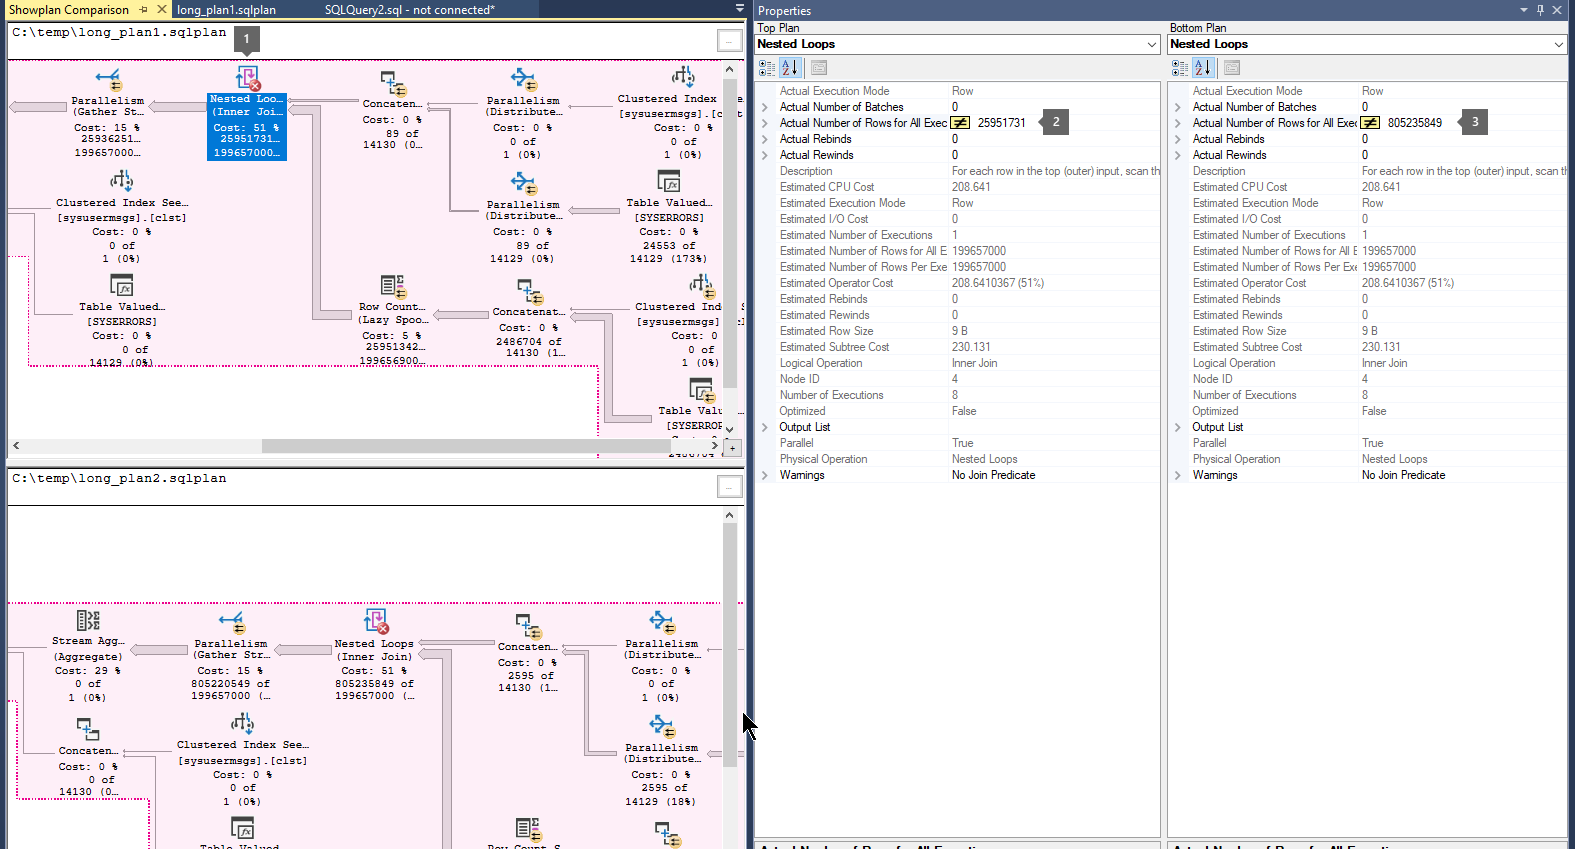 Showplan Comparison
long_plan1.sqlplan
SQLQuery2.sql - not connected*
C:\temp\long_plan1.sqlplan
1
...
Parallelism
(Gather St...
Cost: 15 %
25936251...
199657000...
Nested Loo...
(Inner Joi...
Cost: 51 %
25951731...
199657000...
Concaten...
Cost: 0 %
89 of
14130 (0...
Parallelism
(Distribute...
Cost: 0 %
0 of
1 (0%)
Clustered Index Se...
[sysusermsgs].[clst]
Cost: 0 %
0 of
1 (0%)
Clustered Index See...
[sysusermsgs].[clst]
Cost: 0 %
0 of
1 (0%)
Parallelism
(Distribute...
Cost: 0 %
89 of
14129 (0%)
Table Valued...
[SYSERRORS]
Cost: 0 %
24553 of
14129 (173%)
Table Valued...
[SYSERRORS]
Cost: 0 %
0 of
14129 (0%)
Row Count...
(Lazy Spoo...
Cost: 5 %
25951342...
199656900...
Concatenat...
Cost: 0 %
2486704 of
14130 (1...
Clustered Ind
[sysusermsgs]
Cost: 0 %
0 of
1 (0%)
Table Valu...
[SYSERROR
C:\temp\long_plan2.sqlplan
...
Stream Agg...
(Aggregate)
Cost: 29 %
0 of
1 (0%)
Parallelism
(Gather Str...
Cost: 15 %
805220549 of
199657000 (...
Nested Loops
(Inner Join)
Cost: 51 %
805235849 of
199657000 (...
Concaten...
Cost: 0 %
2595 of
14130 (1...
Parallelism
(Distribute...
Cost: 0 %
0 of
1 (0%)
Concaten...
Cost: 0 %
0 of
14130 (0...
Clustered Index See...
[sysusermsgs].[clst]
Cost: 0 %
0 of
1 (0%)
Parallelism
(Distribute...
Cost: 0 %
2595 of
14129 (18%)
Table Valued
Row Count S
Properties
Top Plan
Nested Loops
Actual Execution Mode Row
Actual Number of Batches 0
Actual Number of Rows for All Exec ≠ 25951731 2
Actual Rebinds 0
Actual Rewinds 0
Description For each row in the top (outer) input, scan th
Estimated CPU Cost 208.641
Estimated Execution Mode Row
Estimated I/O Cost 0
Estimated Number of Executions 1
Estimated Number of Rows for All E 199657000
Estimated Number of Rows Per Exe 199657000
Estimated Operator Cost 208.6410367 (51%)
Estimated Rebinds 0
Estimated Rewinds 0
Estimated Row Size 9 B
Estimated Subtree Cost 230.131
Logical Operation Inner Join
Node ID 4
Number of Executions 8
Optimized False
Output List
Parallel True
Physical Operation Nested Loops
Warnings No Join Predicate
Actual Number of Rows for All Executions
Bottom Plan
Nested Loops
Actual Execution Mode Row
Actual Number of Batches 0
Actual Number of Rows for All Exec ≠ 805235849 3
Actual Rebinds 0
Actual Rewinds 0
Description For each row in the top (outer) input, scan th
Estimated CPU Cost 208.641
Estimated Execution Mode Row
Estimated I/O Cost 0
Estimated Number of Executions 1
Estimated Number of Rows for All E 199657000
Estimated Number of Rows Per Exe 199657000
Estimated Operator Cost 208.6410367 (51%)
Estimated Rebinds 0
Estimated Rewinds 0
Estimated Row Size 9 B
Estimated Subtree Cost 230.131
Logical Operation Inner Join
Node ID 4
Number of Executions 8
Optimized False
Output List
Parallel True
Physical Operation Nested Loops
Warnings No Join Predicate
Actual Number of Rows for All Executions